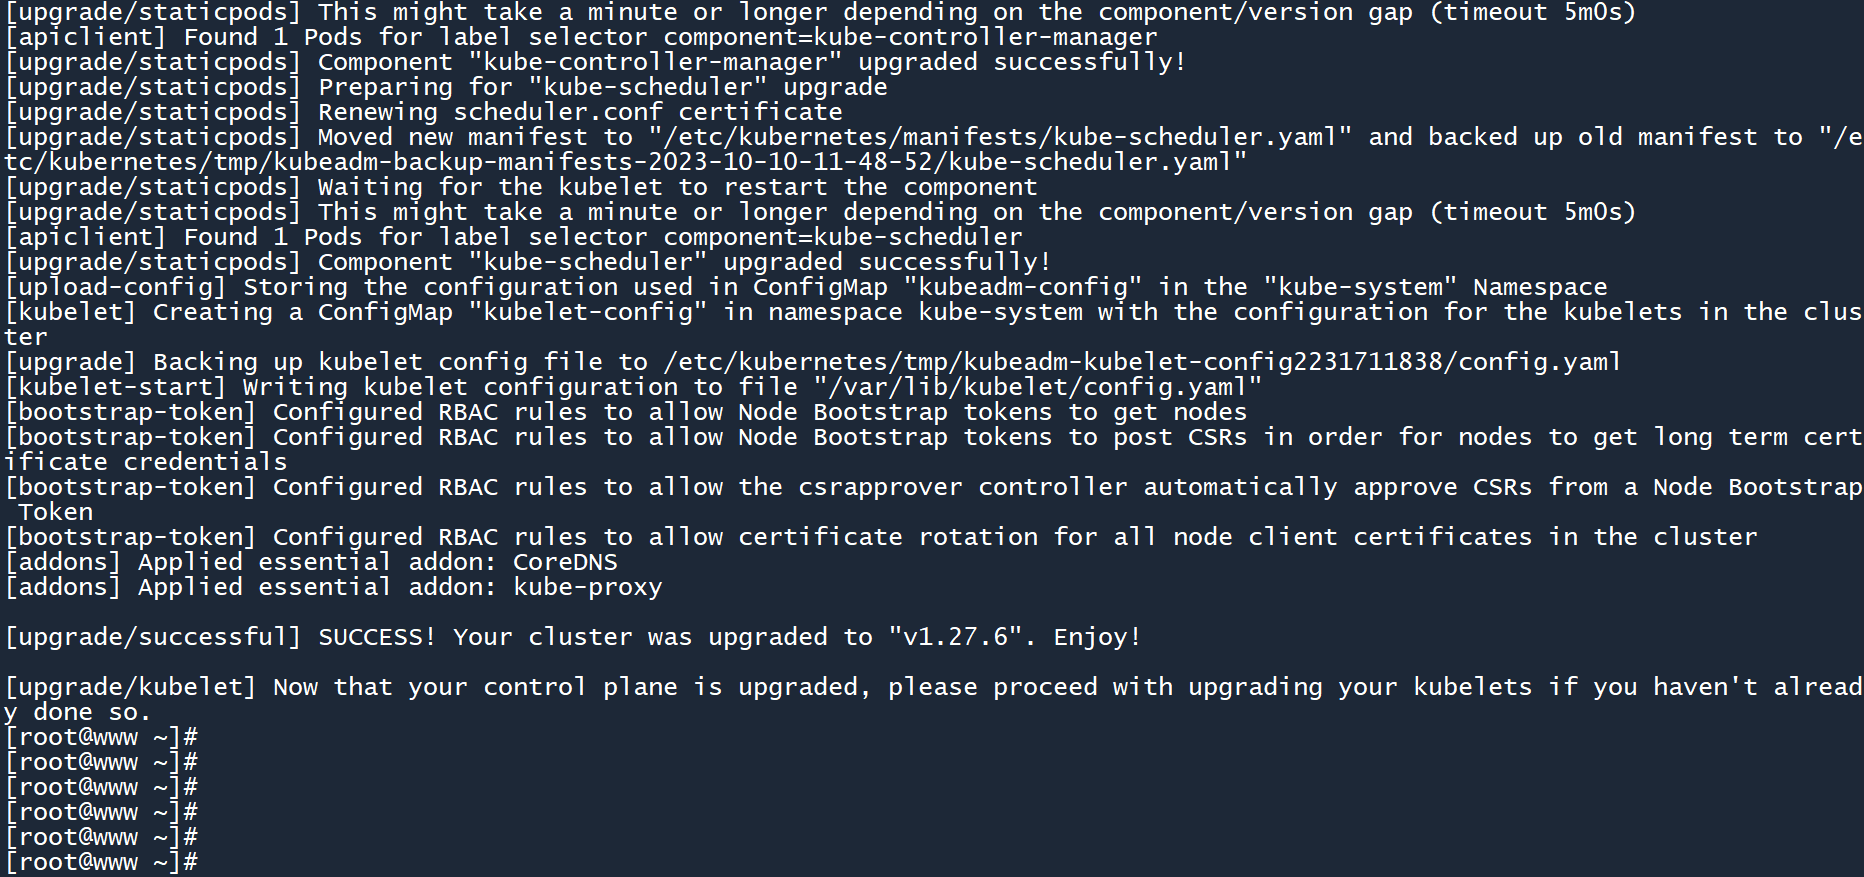 [upgrade/staticpods] This might take a minute or longer depending on the component/version gap (timeout 5m0s)
[apiclient] Found 1 Pods for label selector component=kube-controller-manager
[upgrade/staticpods] Component "kube-controller-manager" upgraded successfully!
[upgrade/staticpods] Preparing for "kube-scheduler" upgrade
[upgrade/staticpods] Renewing scheduler.conf certificate
[upgrade/staticpods] Moved new manifest to "/etc/kubernetes/manifests/kube-scheduler.yaml" and backed up old manifest to "/e
tc/kubernetes/tmp/kubeadm-backup-manifests-2023-10-10-11-48-52/kube-scheduler.yaml"
[upgrade/staticpods] Waiting for the kubelet to restart the component
[upgrade/staticpods] This might take a minute or longer depending on the component/version gap (timeout 5m0s)
[apiclient] Found 1 Pods for label selector component=kube-scheduler
[upgrade/staticpods] Component "kube-scheduler" upgraded successfully!
[upload-config] Storing the configuration used in ConfigMap "kubeadm-config" in the "kube-system" Namespace
[kubelet] Creating a ConfigMap "kubelet-config" in namespace kube-system with the configuration for the kubelets in the clus
ter
[upgrade] Backing up kubelet config file to /etc/kubernetes/tmp/kubeadm-kubelet-config2231711838/config.yaml
[kubelet-start] Writing kubelet configuration to file "/var/lib/kubelet/config.yaml"
[bootstrap-token] Configured RBAC rules to allow Node Bootstrap tokens to get nodes
[bootstrap-token] Configured RBAC rules to allow Node Bootstrap tokens to post CSRs in order for nodes to get long term cert
ificate credentials
[bootstrap-token] Configured RBAC rules to allow the csrapprover controller automatically approve CSRs from a Node Bootstrap
 Token
[bootstrap-token] Configured RBAC rules to allow certificate rotation for all node client certificates in the cluster
[addons] Applied essential addon: CoreDNS
[addons] Applied essential addon: kube-proxy

[upgrade/successful] SUCCESS! Your cluster was upgraded to "v1.27.6". Enjoy!

[upgrade/kubelet] Now that your control plane is upgraded, please proceed with upgrading your kubelets if you haven't alread
y done so.
[root@www ~]#
[root@www ~]#
[root@www ~]#
[root@www ~]#
[root@www ~]#
[root@www ~]#